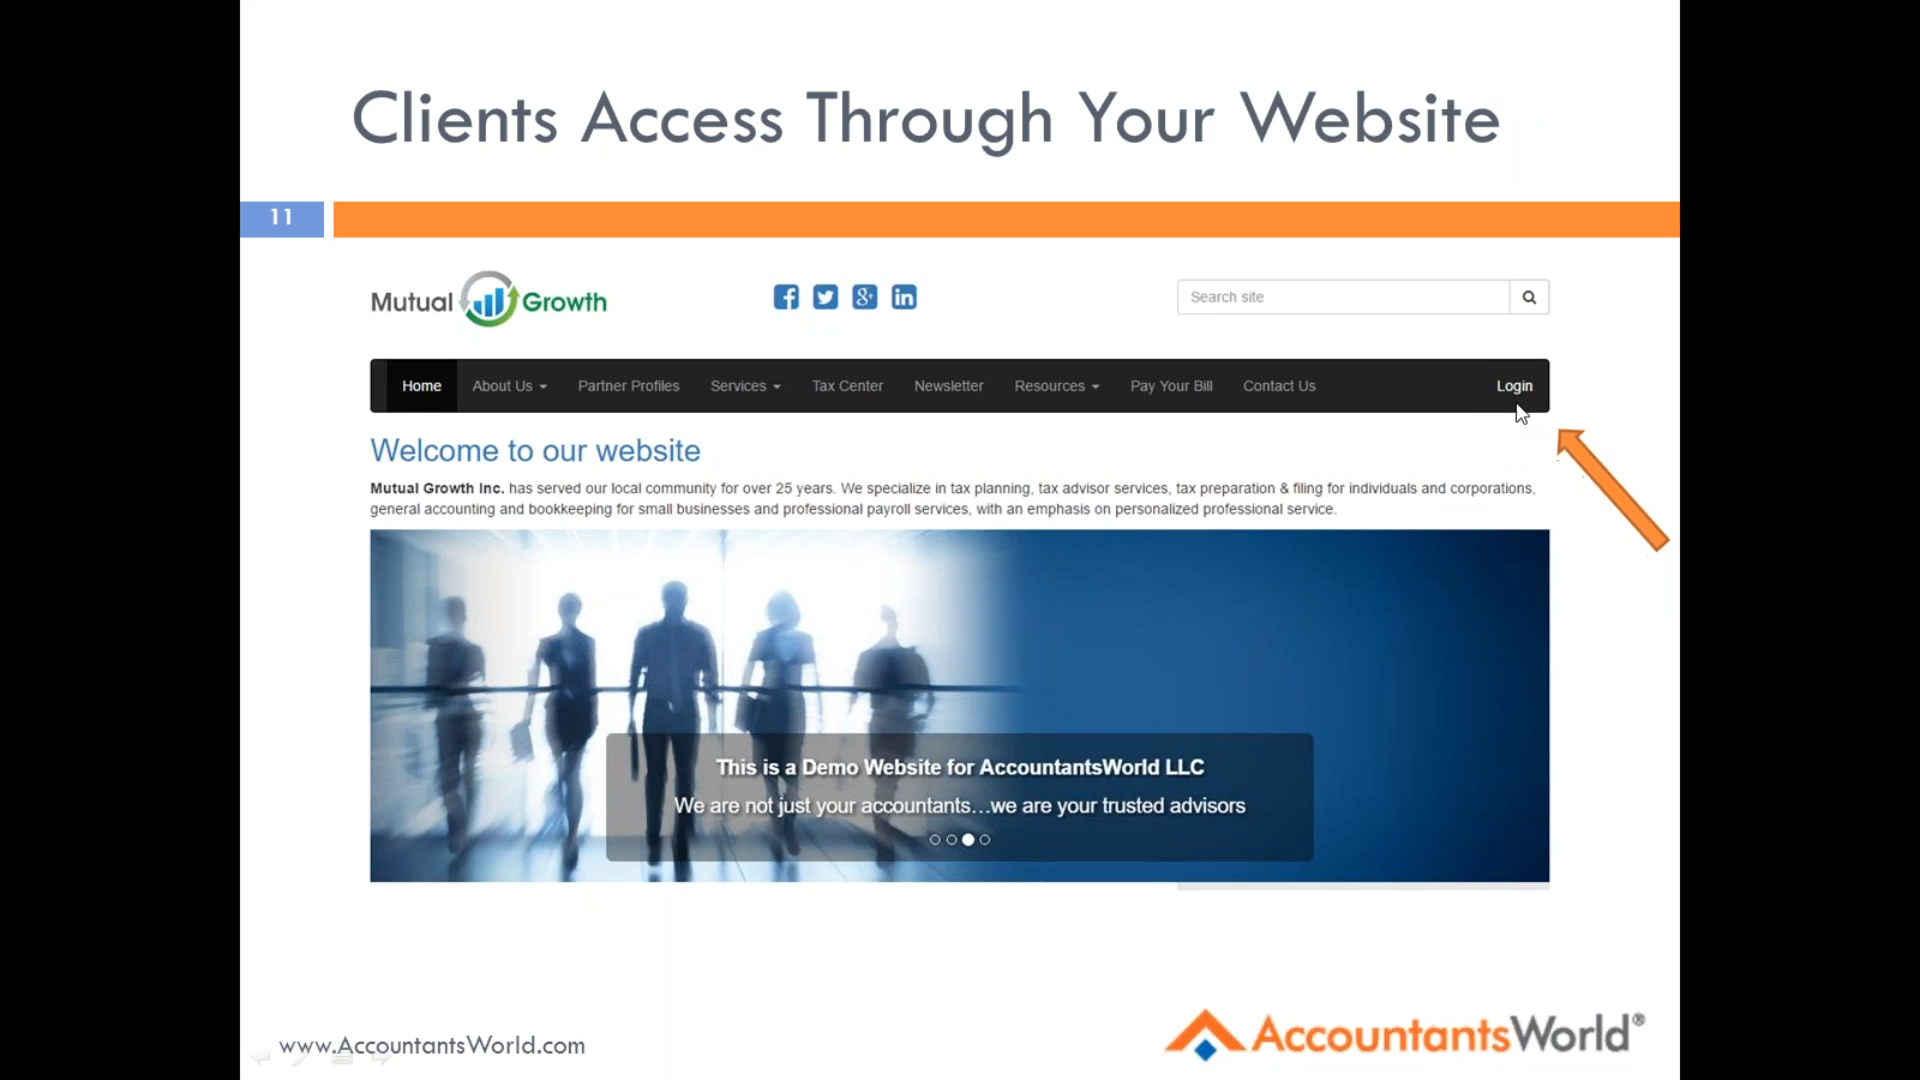 Clients Access Through Your Website
11
Mutual Growth
Search site
Home About Us Partner Profiles Services Tax Center Newsletter Resources Pay Your Bill Contact Us Login
Welcome to our website
Mutual Growth Inc. has served our local community for over 25 years. We specialize in tax planning, tax advisor services, tax preparation & filing for individuals and corporations,
general accounting and bookkeeping for small businesses and professional payroll services, with an emphasis on personalized professional service.
This is a Demo Website for AccountantsWorld LLC
We are not just your accountants...we are your trusted advisors
www.AccountantsWorld.com
AccountantsWorld®